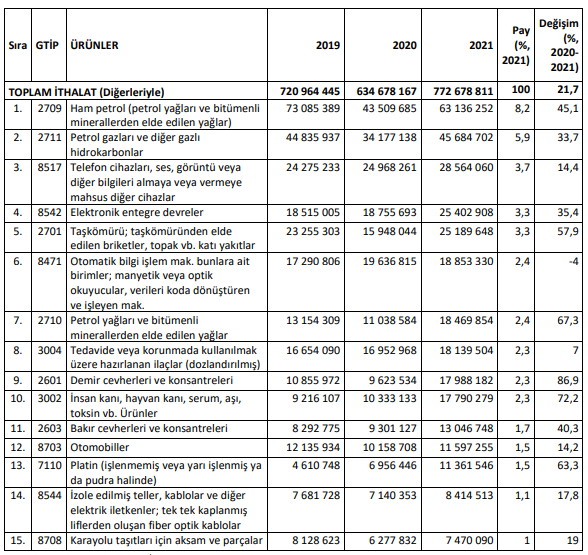 Sıra GTİP ÜRÜNLER 2019 2020 2021 Pay (%, 2021) Değişim (%, 2020-2021)
TOPLAM İTHALAT (Diğerleriyle) 720 964 445 634 678 167 772 678 811 100 21,7
1. 2709 Ham petrol (petrol yağları ve bitümenli 73 085 389 43 509 685 63 136 252 8,2 45,1
minerallerden elde edilen yağlar)
2. 2711 Petrol gazları ve diğer gazlı 44 835 937 34 177 138 45 684 702 5,9 33,7
hidrokarbonlar
3. 8517 Telefon cihazları, ses, görüntü veya 24 275 233 24 968 261 28 564 060 3,7 14,4
diğer bilgileri almaya veya vermeye
mahsus diğer cihazlar
4. 8542 Elektronik entegre devreler 18 515 005 18 755 693 25 402 908 3,3 35,4
5. 2701 Taşkömürü; taşkömüründen elde 23 255 303 15 948 044 25 189 648 3,3 57,9
edilen briketler, topak vb. katı yakıtlar
6. 8471 Otomatik bilgi işlem mak. bunlara ait 17 290 806 19 636 815 18 853 330 2,4 -4
birimler; manyetik veya optik
okuyucular, verileri koda dönüştüren
ve işleyen mak.
7. 2710 Petrol yağları ve bitümenli 13 154 309 11 038 584 18 469 854 2,4 67,3
minerallerden elde edilen yağlar
8. 3004 Tedavide veya korunmada kullanılmak 16 654 090 16 952 968 18 139 504 2,3 7
üzere hazırlanan ilaçlar (dozlandırılmış)
9. 2601 Demir cevherleri ve konsantreleri 10 855 972 9 623 534 17 988 182 2,3 86,9
10. 3002 İnsan kanı, hayvan kanı, serum, aşı, 9 216 107 10 333 133 17 790 279 2,3 72,2
toksin vb. Ürünler
11. 2603 Bakır cevherleri ve konsantreleri 8 292 775 9 301 127 13 046 748 1,7 40,3
12. 8703 Otomobiller 12 135 934 10 158 708 11 597 255 1,5 14,2
13. 7110 Platin (işlenmemiş veya yarı işlenmiş ya 4 610 748 6 956 446 11 361 546 1,5 63,3
da pudra halinde)
14. 8544 İzole edilmiş teller, kablolar ve diğer 7 681 728 7 140 353 8 414 513 1,1 17,8
elektrik iletkenler; tek tek kaplanmış
liflerden oluşan fiber optik kablolar
15. 8708 Karayolu taşıtları için aksam ve parçalar 8 128 623 6 277 832 7 470 090 1 19